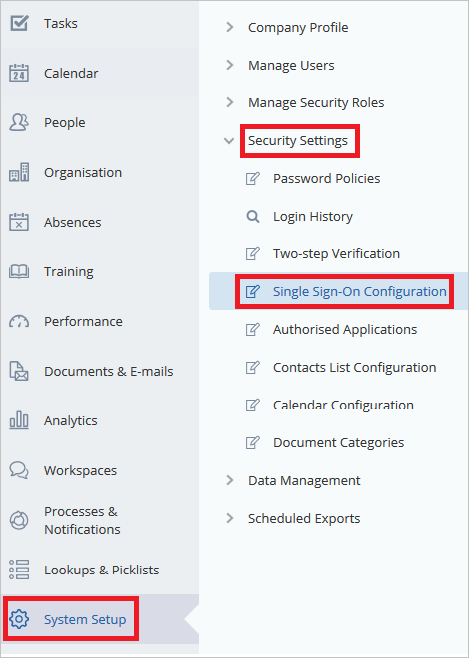 Tasks
24
Calendar
People
Organisation
Absences
Training
Performance
Documents & E-mails
Analytics
Workspaces
Processes &
Notifications
Lookups & Picklists
System Setup
Company Profile
Manage Users
Manage Security Roles
Security Settings
Password Policies
Login History
Two-step Verification
Single Sign-On Configuration
Authorised Applications
Contacts List Configuration
Calendar Configuration
Document Categories
Data Management
Scheduled Exports